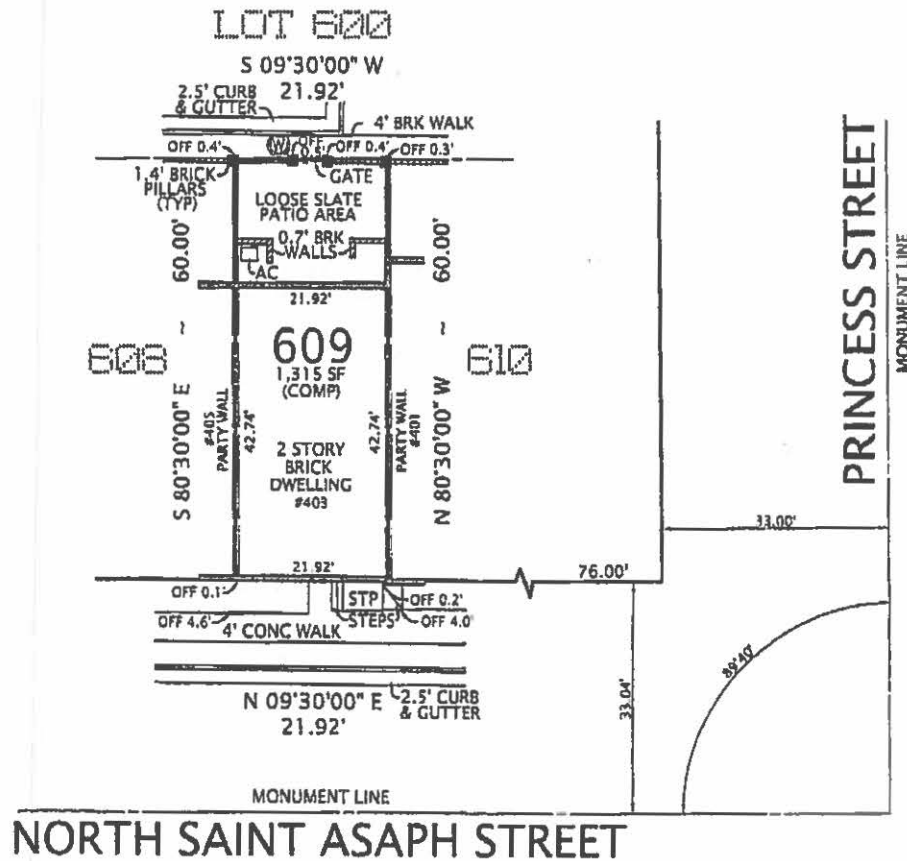 LOT 600
S 09°30'00" W
21.92'
2.5' CURB
& GUTTER
4' BRK WALK
OFF 0.4'
(W)
OFF
0.5'
OFF 0.4'
OFF 0.3'
1.4' BRICK
PILLARS
(TYP)
GATE
LOOSE SLATE
PATIO AREA
0.7' BRK
WALLS
AC
60.00'
60.00'
21.92'
608
609
610
1,315 SF
(COMP)
S 80°30'00" E ~
#405
PARTY WALL
42.74'
42.74'
PARTY WALL
#401
N 80°30'00" W ~
2 STORY
BRICK
DWELLING
#403
PRINCESS STREET
MONUMENT LINE
33.00'
21.92'
76.00'
OFF 0.1'
STP
OFF 0.2'
OFF 4.6'
STEPS
OFF 4.0'
4' CONC WALK
89°40'
33.04'
N 09°30'00" E
21.92'
2.5' CURB
& GUTTER
MONUMENT LINE
NORTH SAINT ASAPH STREET